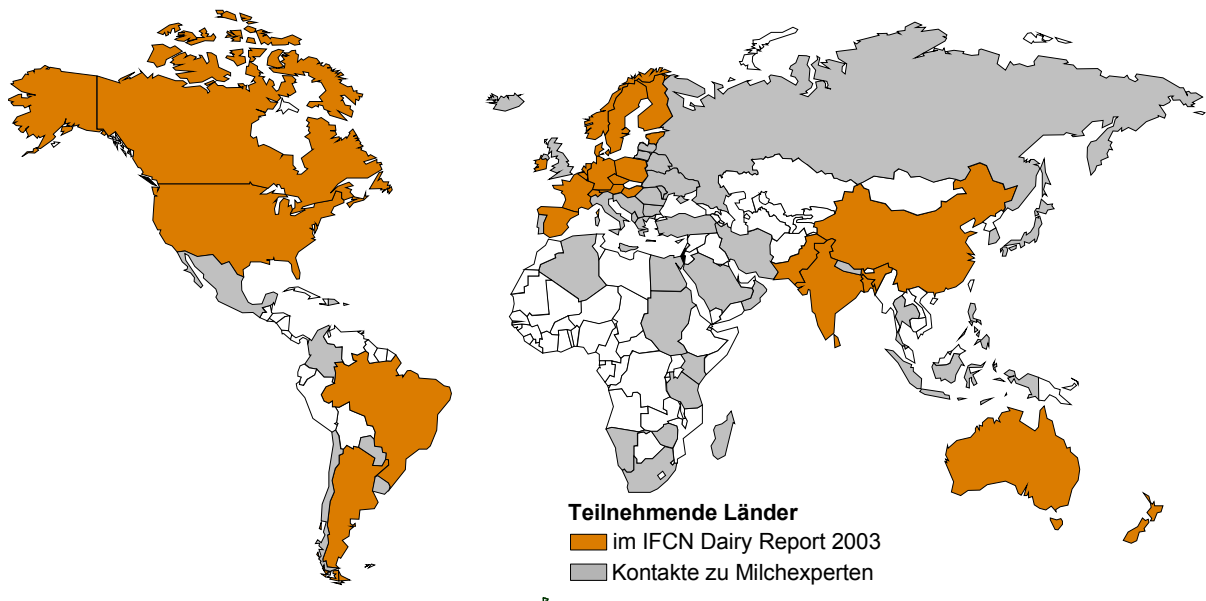 Teilnehmende Länder
im IFCN Dairy Report 2003
Kontakte zu Milchexperten